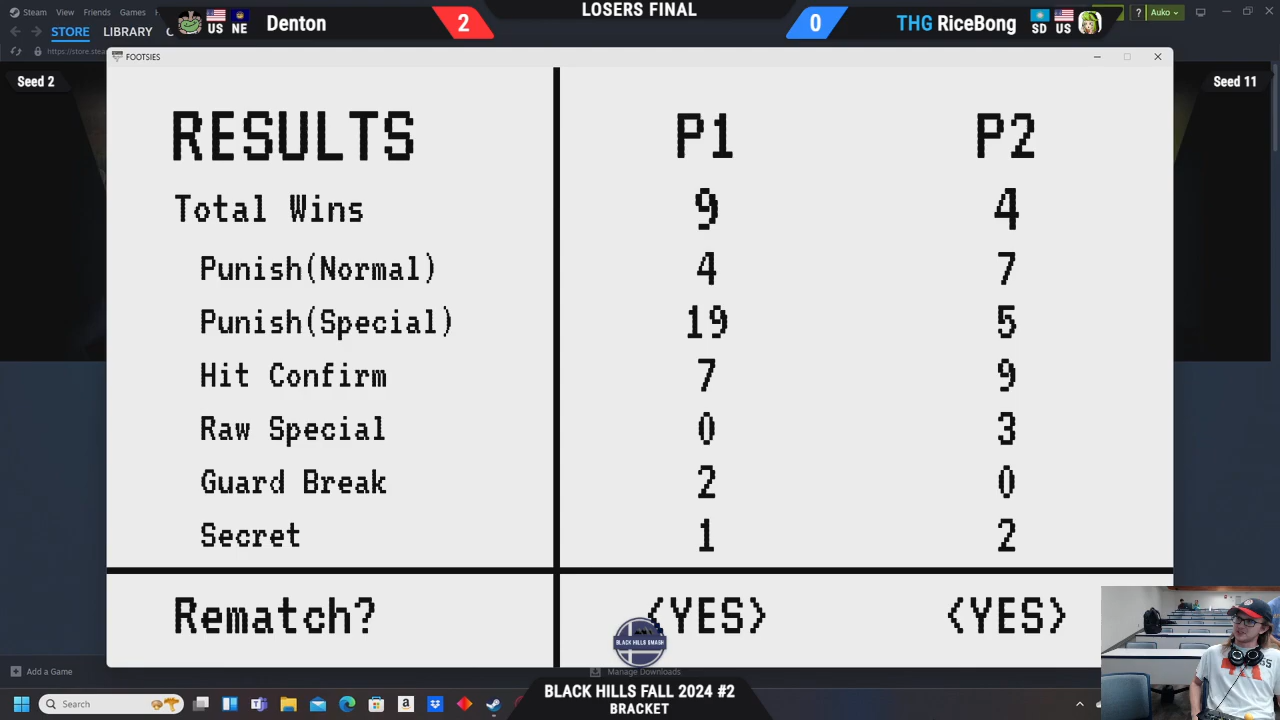 Steam View Friends Games
US NE Denton 2
LOSERS FINAL
0 THG RiceBong SD US
Auko
STORE LIBRARY
https://store.stea
FOOTSIES
Seed 2
Seed 11
RESULTS P1 P2
Total Wins 9 4
Punish(Normal) 4 7
Punish(Special) 19 5
Hit Confirm 7 9
Raw Special 0 3
Guard Break 2 0
Secret 1 2
Rematch? <YES> <YES>
BLACK HILLS SMASH
Add a Game
Manage Downloads
Search
BLACK HILLS FALL 2024 #2
BRACKET